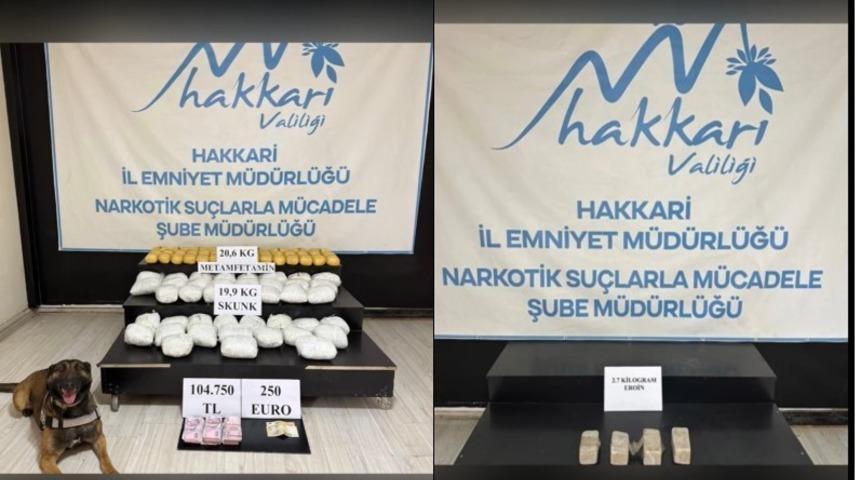 hakkari
Valiliği
HAKKARİ
İL EMNİYET MÜDÜRLÜĞÜ
NARKOTİK SUÇLARLA MÜCADELE
ŞUBE MÜDÜRLÜĞÜ
20,6 KG
METAMFETAMİN
19,9 KG
SKUNK
104.750
TL
250
EURO
hakkari
Valiliği
HAKKARİ
İL EMNİYET MÜDÜRLÜĞÜ
NARKOTİK SUÇLARLA MÜCADELE
ŞUBE MÜDÜRLÜĞÜ
2.7 KİLOGRAM
EROİN